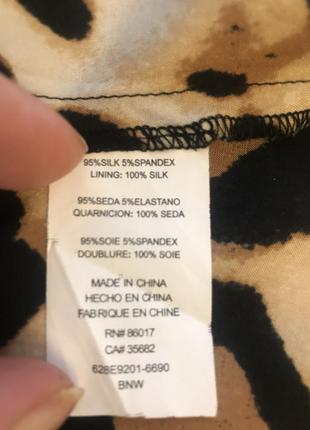 95%SILK 5%SPANDEX
LINING: 100% SILK
95%SEDA 5%ELASTANO
QUARNICION: 100% SEDA
95%SOIE 5%SPANDEX
DOUBLURE: 100% SOIE
MADE IN CHINA
HECHO EN CHINA
FABRIQUE EN CHINE
RN# 86017
CA# 35682
628E9201-6690
BNW